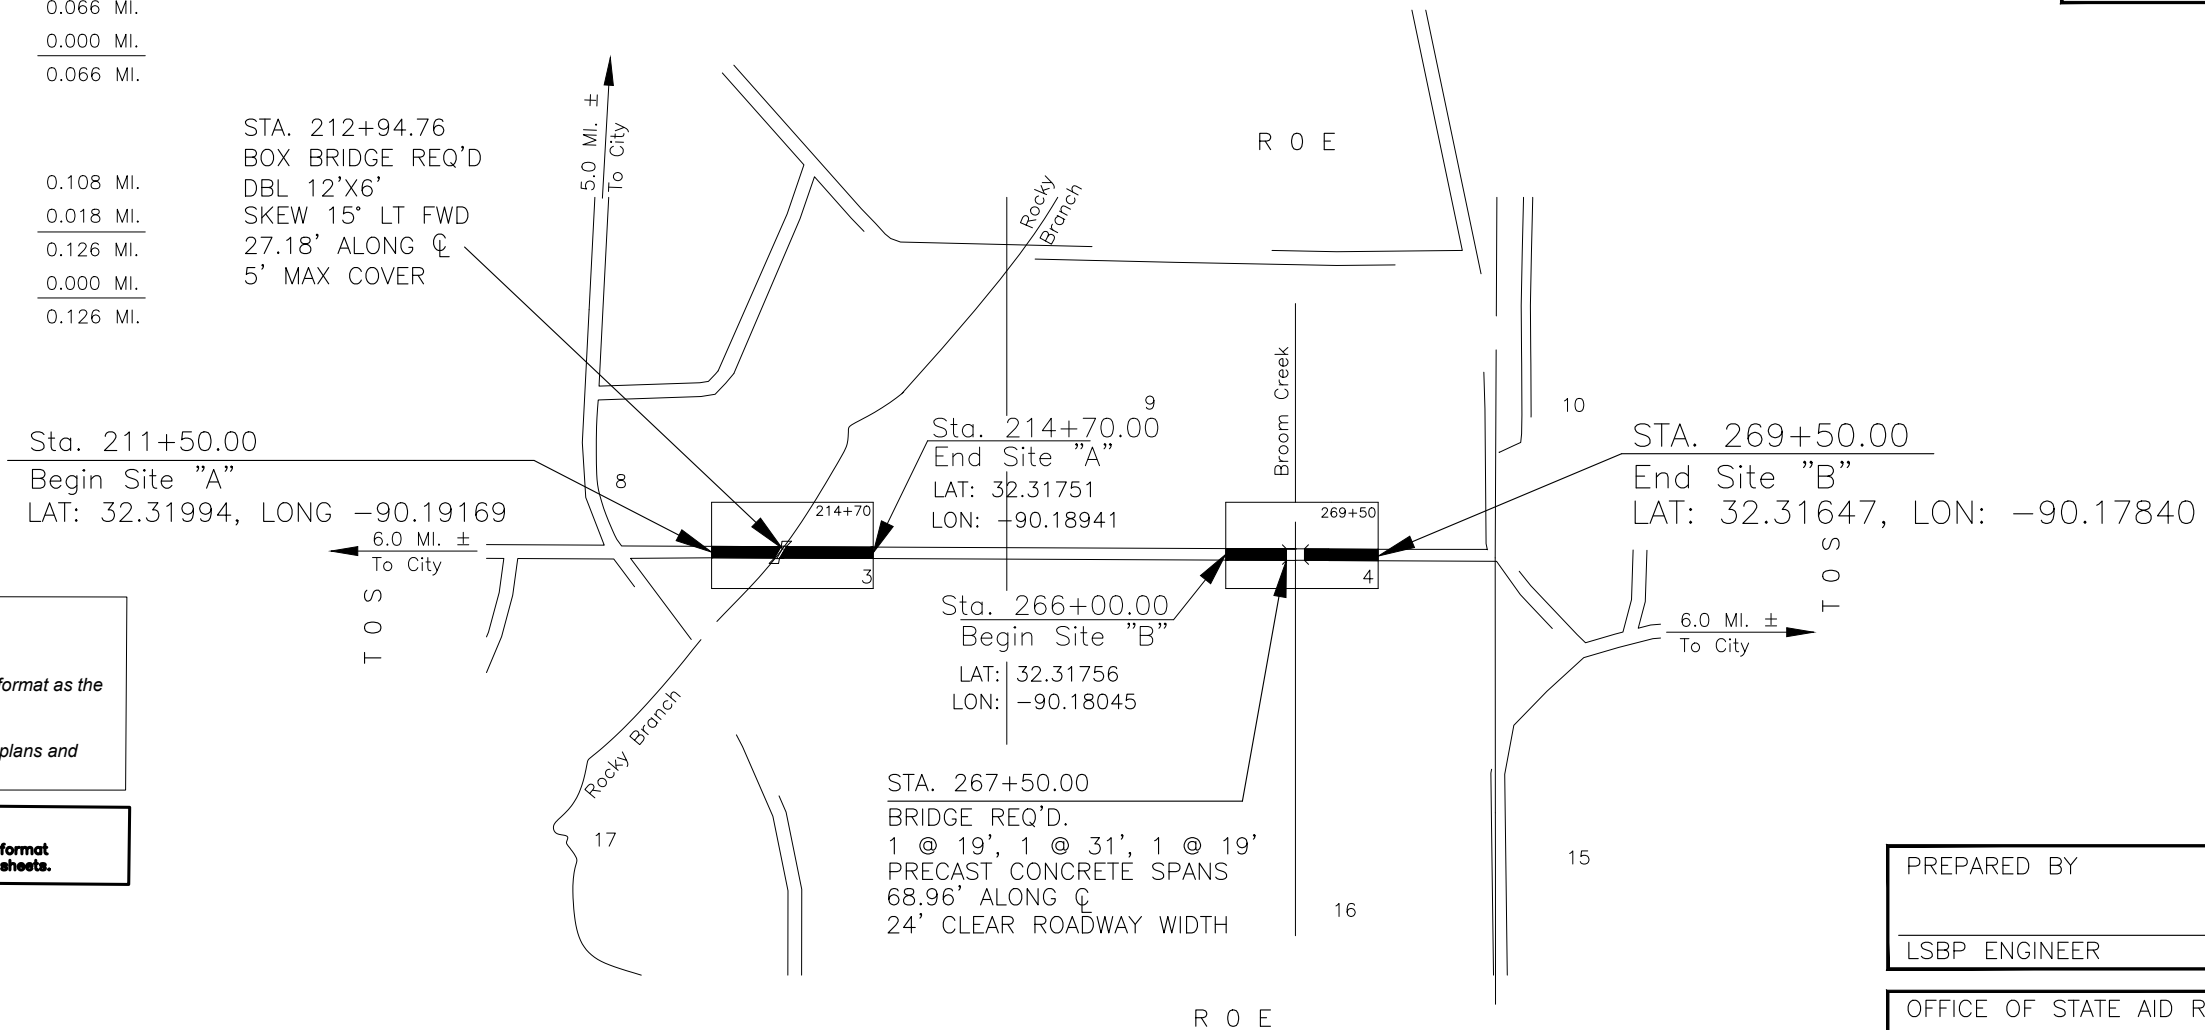 0.066 MI.
0.000 MI.
0.066 MI.
0.108 MI.
0.018 MI.
0.126 MI.
0.000 MI.
0.126 MI.
STA. 212+94.76
BOX BRIDGE REQ'D
DBL 12'X6'
SKEW 15° LT FWD
27.18' ALONG ℄
5' MAX COVER
5.0 MI. ±
To City
R O E
Rocky
Branch
Broom Creek
9
10
8
Sta. 211+50.00
Begin Site "A"
LAT: 32.31994, LONG −90.19169
6.0 MI. ±
To City
T O S
Sta. 214+70.00
End Site "A"
LAT: 32.31751
LON: −90.18941
214+70
3
269+50
4
STA. 269+50.00
End Site "B"
LAT: 32.31647, LON: −90.17840
T O S
6.0 MI. ±
To City
Sta. 266+00.00
Begin Site "B"
LAT: 32.31756
LON: −90.18045
Rocky Branch
17
STA. 267+50.00
BRIDGE REQ'D.
1 @ 19', 1 @ 31', 1 @ 19'
PRECAST CONCRETE SPANS
68.96' ALONG ℄
24' CLEAR ROADWAY WIDTH
16
15
R O E
format as the
plans and
format
sheets.
PREPARED BY
LSBP ENGINEER
OFFICE OF STATE AID R